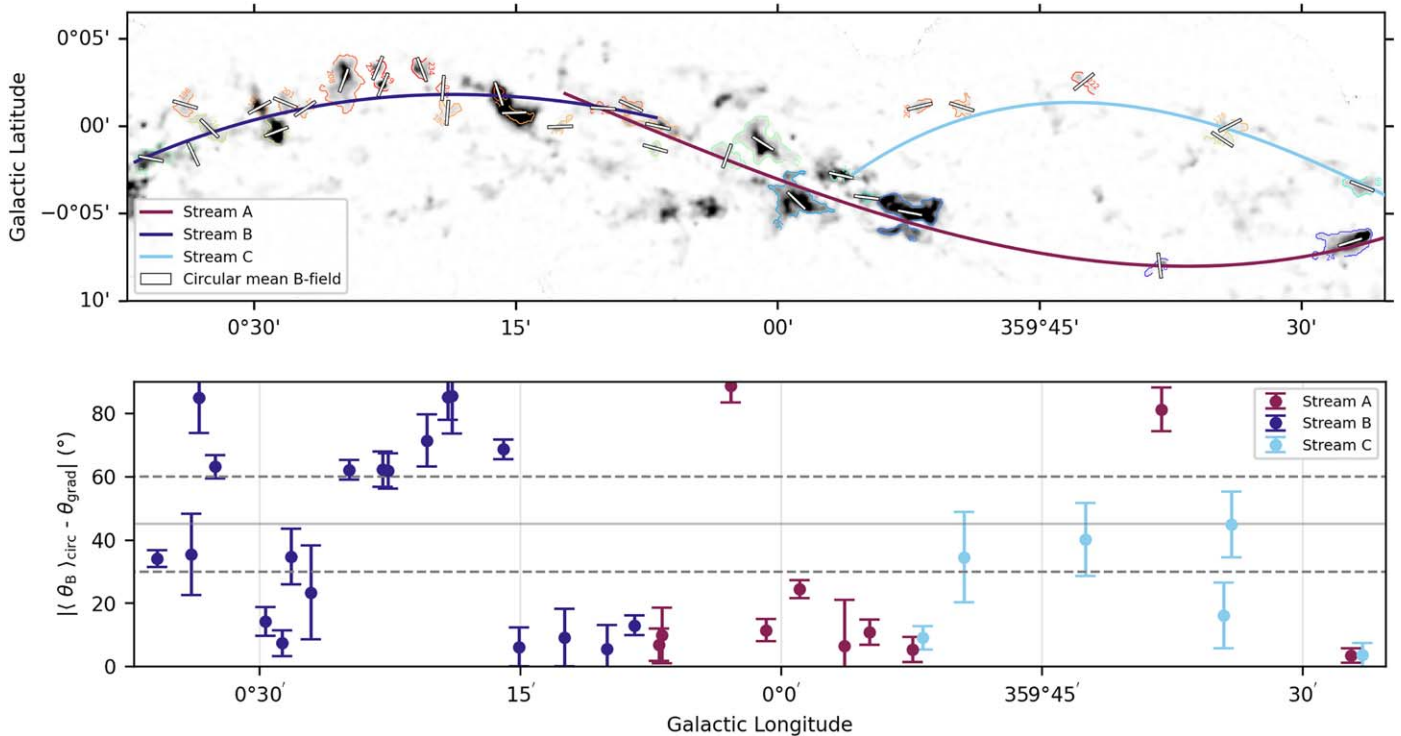 Galactic Latitude
0°05'
00'
−0°05'
10'
Stream A
Stream B
Stream C
Circular mean B-field
0°30'
15'
00'
359°45'
30'
|⟨ θB ⟩circ - θgrad| (°)
80
60
40
20
0
Stream A
Stream B
Stream C
0°30′
15′
0°0′
359°45′
30′
Galactic Longitude